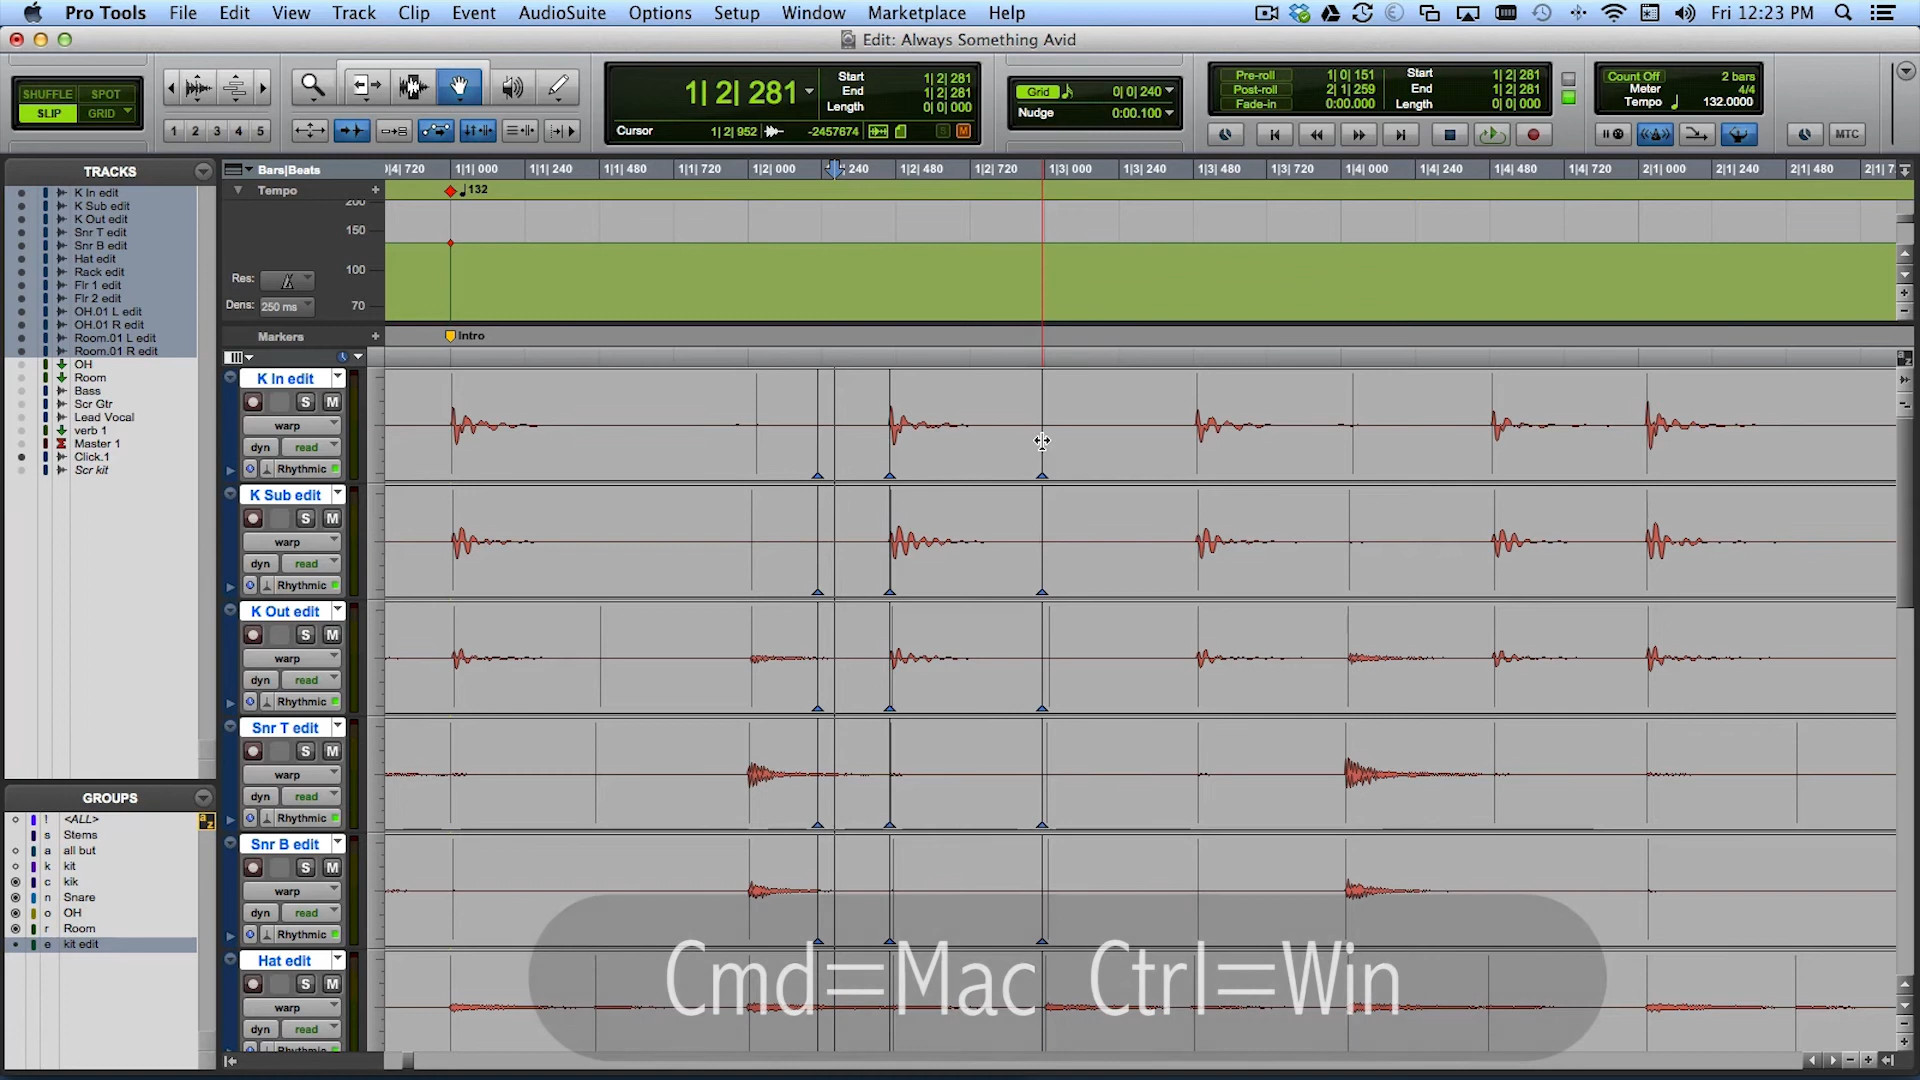 Pro Tools File Edit View Track Clip Event AudioSuite Options Setup Window Marketplace Help Fri 12:23 PM
Edit: Always Something Avid
SHUFFLE SPOT
SLIP GRID
1 2 3 4 5
1| 2| 281
Start 1| 2| 281
End 1| 2| 281
Length 0| 0| 000
Cursor 1| 2| 952 -2457674 S M
Grid 0| 0| 240
Nudge 0:00.100
Pre-roll 1| 0| 151
Post-roll 2| 1| 259
Fade-in 0:00.000
Start 1| 2| 281
End 1| 2| 281
Length 0| 0| 000
Count Off 2 bars
Meter 4/4
Tempo 132.0000
MTC
TRACKS
K In edit
K Sub edit
K Out edit
Snr T edit
Snr B edit
Hat edit
Rack edit
Flr 1 edit
Flr 2 edit
OH.01 L edit
OH.01 R edit
Room.01 L edit
Room.01 R edit
OH
Room
Bass
Scr Gtr
Lead Vocal
verb 1
Master 1
Click.1
Scr kit
GROUPS
! <ALL>
s Stems
a all but
k kit
c kik
n Snare
o OH
r Room
e kit edit
a z
Bars|Beats )|4| 720 1|1| 000 1|1| 240 1|1| 480 1|1| 720 1|2| 000 240 1|2| 480 1|2| 720 1|3| 000 1|3| 240 1|3| 480 1|3| 720 1|4| 000 1|4| 240 1|4| 480 1|4| 720 2|1| 000 2|1| 240 2|1| 480 2|1| 7
Tempo + 132
200
150
100
70
Res:
Dens: 250 ms
Markers + Intro
K In edit
S M
warp
dyn read
Rhythmic
K Sub edit
S M
warp
dyn read
Rhythmic
K Out edit
S M
warp
dyn read
Rhythmic
Snr T edit
S M
warp
dyn read
Rhythmic
Snr B edit
S M
warp
dyn read
Rhythmic
Hat edit
S M
warp
dyn read
Rhythmic
Cmd=Mac Ctrl=Win